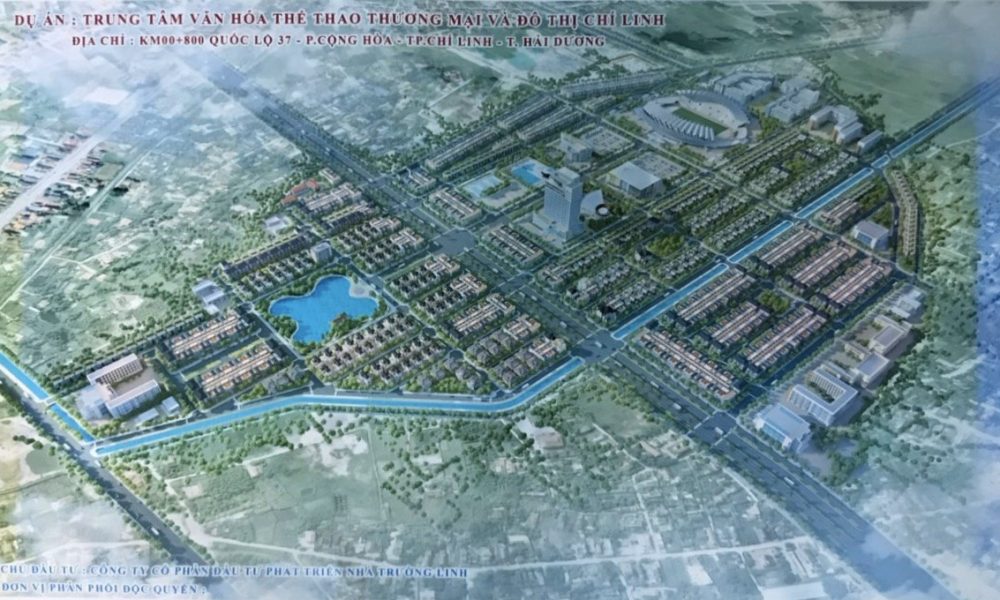 DỰ ÁN : TRUNG TÂM VĂN HÓA THỂ THAO THƯƠNG MẠI VÀ ĐÔ THỊ CHÍ LINH
ĐỊA CHỈ : KM00+800 QUỐC LỘ 37 - P.CỘNG HÒA - TP.CHÍ LINH - T. HẢI DƯƠNG
CHỦ ĐẦU TƯ : CÔNG TY CỔ PHẦN ĐẦU TƯ PHÁT TRIỂN NHÀ TRƯỜNG LINH
ĐƠN VỊ PHÂN PHỐI ĐỘC QUYỀN :